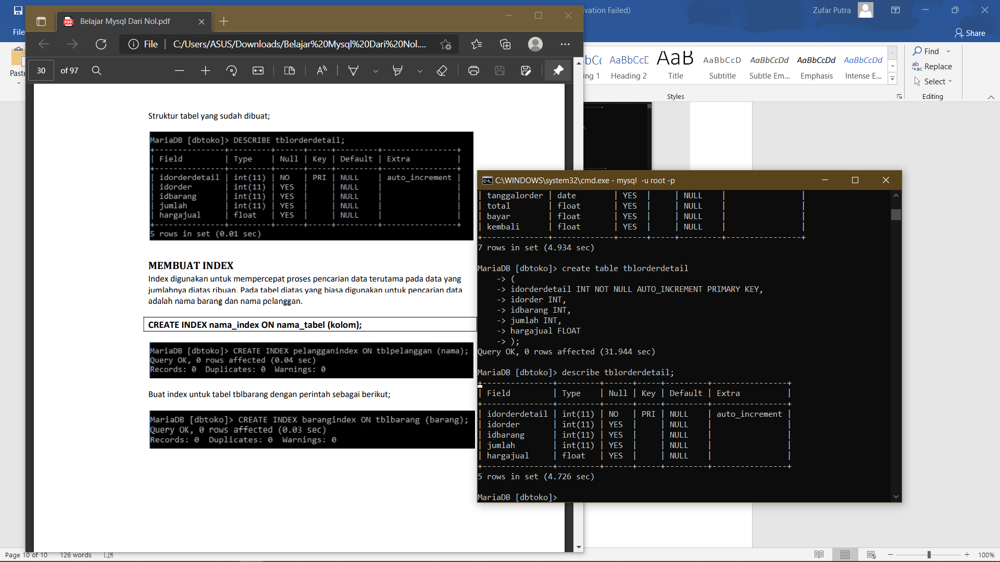 ivation Failed)
Zufar Putra
File
Share
Paste
Belajar Mysql Dari Nol.pdf
File | C:/Users/ASUS/Downloads/Belajar%20Mysql%20Dari%20Nol....
30 of 97
AaBbCcD
AaBbCcDd
AaBbCcDd
AaBbCcDd
ing 1
Heading 2
Title
Subtitle
Subtle Em...
Emphasis
Intense E...
Styles
Find
Replace
Select
Editing
Struktur tabel yang sudah dibuat;
MariaDB [dbtoko]> DESCRIBE tblorderdetail;
+---------------+---------+------+-----+---------+----------------+
| Field | Type | Null | Key | Default | Extra |
+---------------+---------+------+-----+---------+----------------+
| idorderdetail | int(11) | NO | PRI | NULL | auto_increment |
| idorder | int(11) | YES | | NULL | |
| idbarang | int(11) | YES | | NULL | |
| jumlah | int(11) | YES | | NULL | |
| hargajual | float | YES | | NULL | |
+---------------+---------+------+-----+---------+----------------+
5 rows in set (0.01 sec)
MEMBUAT INDEX
Index digunakan untuk mempercepat proses pencarian data terutama pada data yang
jumlahnya diatas ribuan. Pada tabel diatas yang biasa digunakan untuk pencarian data
adalah nama barang dan nama pelanggan.
CREATE INDEX nama_index ON nama_tabel (kolom);
MariaDB [dbtoko]> CREATE INDEX pelangganindex ON tblpelanggan (nama);
Query OK, 0 rows affected (0.04 sec)
Records: 0 Duplicates: 0 Warnings: 0
Buat index untuk tabel tblbarang dengan perintah sebagai berikut;
MariaDB [dbtoko]> CREATE INDEX barangindex ON tblbarang (barang);
Query OK, 0 rows affected (0.03 sec)
Records: 0 Duplicates: 0 Warnings: 0
C:\WINDOWS\system32\cmd.exe - mysql -u root -p
| tanggalorder | date | YES | | NULL | |
| total | float | YES | | NULL | |
| bayar | float | YES | | NULL | |
| kembali | float | YES | | NULL | |
+--------------+-------------+------+-----+---------+----------------+
7 rows in set (4.934 sec)
MariaDB [dbtoko]> create table tblorderdetail
-> (
-> idorderdetail INT NOT NULL AUTO_INCREMENT PRIMARY KEY,
-> idorder INT,
-> idbarang INT,
-> jumlah INT,
-> hargajual FLOAT
-> );
Query OK, 0 rows affected (31.944 sec)
MariaDB [dbtoko]> describe tblorderdetail;
+---------------+---------+------+-----+---------+----------------+
| Field | Type | Null | Key | Default | Extra |
+---------------+---------+------+-----+---------+----------------+
| idorderdetail | int(11) | NO | PRI | NULL | auto_increment |
| idorder | int(11) | YES | | NULL | |
| idbarang | int(11) | YES | | NULL | |
| jumlah | int(11) | YES | | NULL | |
| hargajual | float | YES | | NULL | |
+---------------+---------+------+-----+---------+----------------+
5 rows in set (4.726 sec)
MariaDB [dbtoko]>
Page 10 of 10
126 words
100%